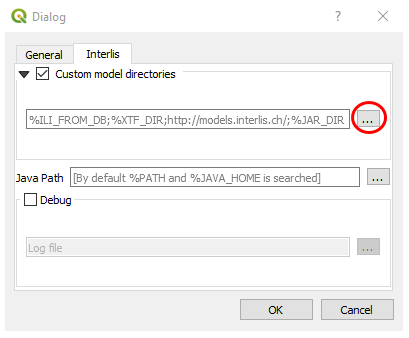 Dialog
General Interlis
Custom model directories
%ILI_FROM_DB;%XTF_DIR;http://models.interlis.ch/;%JAR_DIR ...
Java Path [By default %PATH and %JAVA_HOME is searched] ...
Debug
Log file ...
OK Cancel